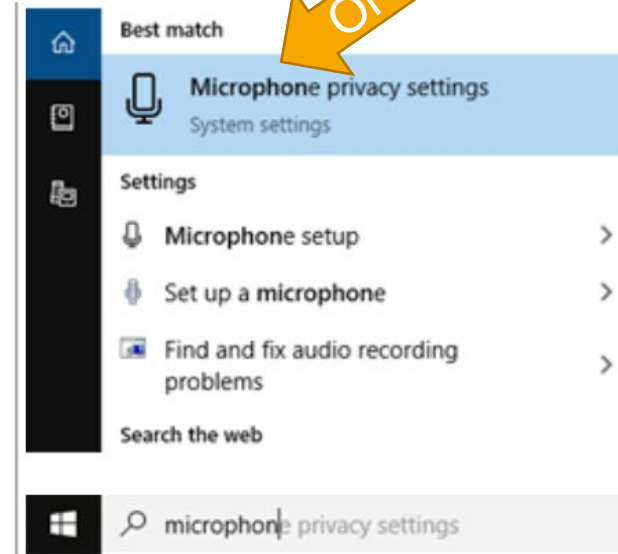 Best match
Microphone privacy settings
System settings
Settings
Microphone setup
Set up a microphone
Find and fix audio recording
problems
Search the web
microphone privacy settings